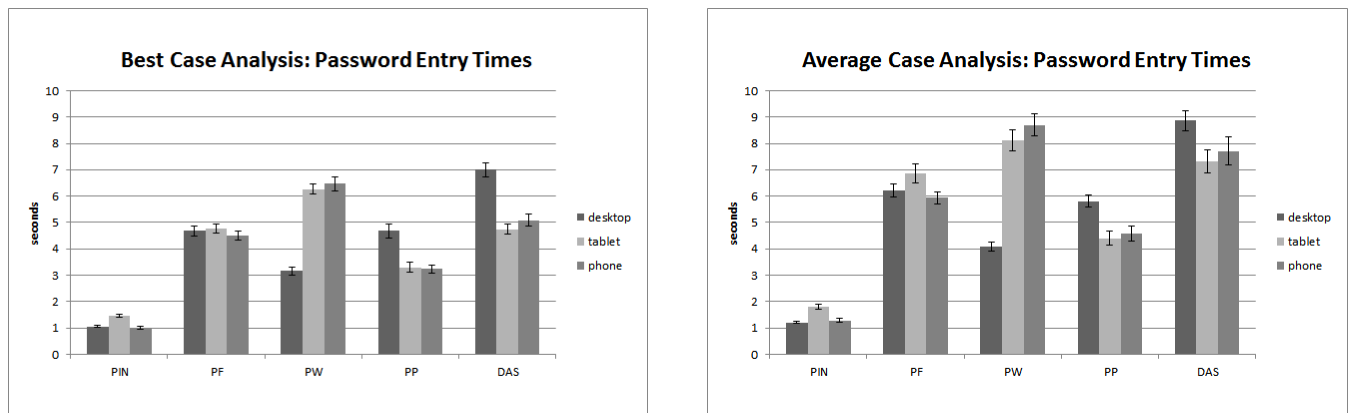 Best Case Analysis: Password Entry Times
10
9
8
7
6
5
4
3
2
1
0
seconds
PIN PF PW PP DAS
desktop
tablet
phone
Average Case Analysis: Password Entry Times
10
9
8
7
6
5
4
3
2
1
0
seconds
PIN PF PW PP DAS
desktop
tablet
phone